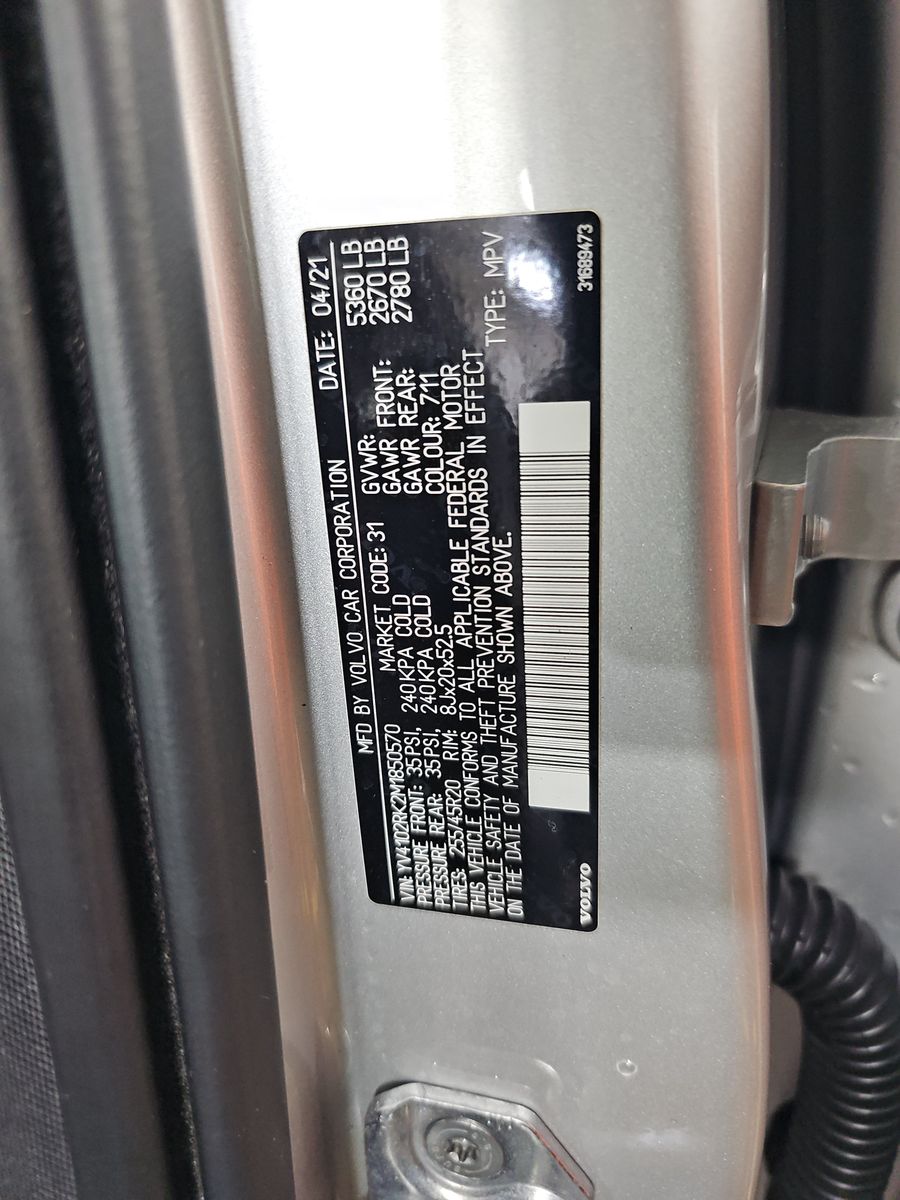 MFD BY VOLVO CAR CORPORATION DATE: 04/21
VIN: YV4102RK2M1850570 MARKET CODE: 31 GVWR: 5360 LB
PRESSURE FRONT: 35PSI, 240KPA COLD GAWR FRONT: 2670 LB
PRESSURE REAR: 35PSI, 240KPA COLD GAWR REAR: 2780 LB
TIRES: 255/45R20 RIM: 8Jx20x52.5 COLOUR: 711
THIS VEHICLE CONFORMS TO ALL APPLICABLE FEDERAL MOTOR
VEHICLE SAFETY AND THEFT PREVENTION STANDARDS IN EFFECT
ON THE DATE OF MANUFACTURE SHOWN ABOVE. TYPE: MPV
VOLVO 31689473